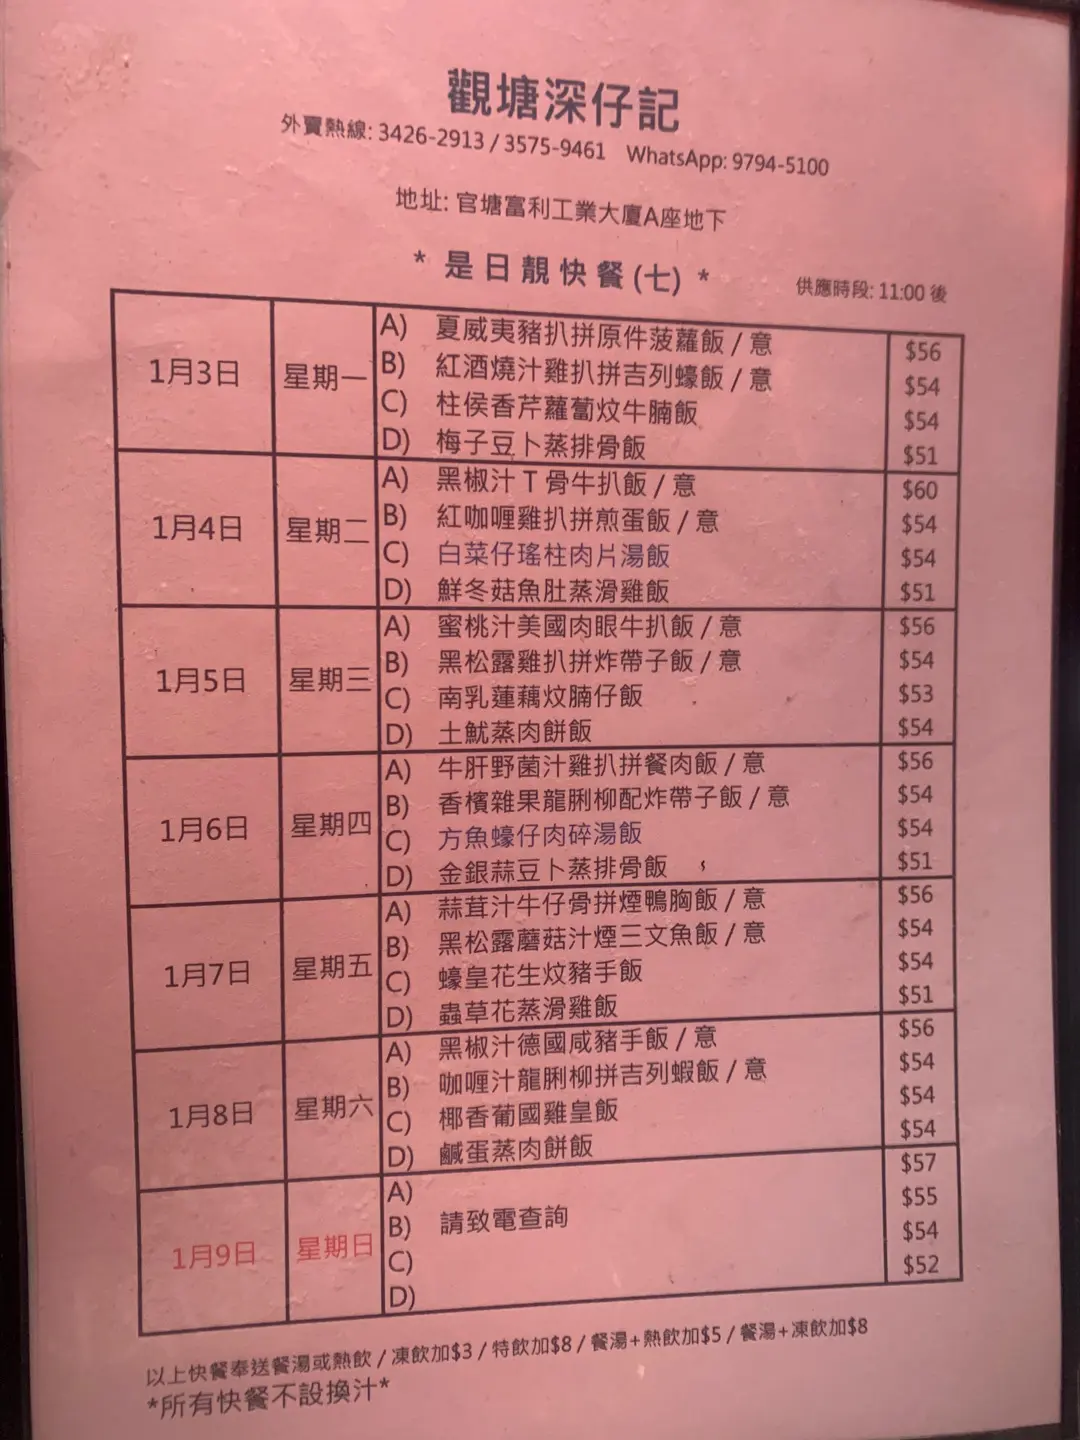 觀塘深仔記
外賣熱線: 3426-2913 / 3575-9461 WhatsApp: 9794-5100
地址: 官塘富利工業大廈A座地下
* 是日靚快餐(七) *
供應時段: 11:00 後
1月3日 星期一
A) 夏威夷豬扒拼原件菠蘿飯 / 意 $56
B) 紅酒燒汁雞扒拼吉列蠔飯 / 意 $54
C) 柱侯香芹蘿蔔炆牛腩飯 $54
D) 梅子豆卜蒸排骨飯 $51
1月4日 星期二
A) 黑椒汁T骨牛扒飯 / 意 $60
B) 紅咖喱雞扒拼煎蛋飯 / 意 $54
C) 白菜仔瑤柱肉片湯飯 $54
D) 鮮冬菇魚肚蒸滑雞飯 $51
1月5日 星期三
A) 蜜桃汁美國肉眼牛扒飯 / 意 $56
B) 黑松露雞扒拼炸帶子飯 / 意 $54
C) 南乳蓮藕炆腩仔飯 $53
D) 土魷蒸肉餅飯 $54
1月6日 星期四
A) 牛肝野菌汁雞扒拼餐肉飯 / 意 $56
B) 香檳雜果龍脷柳配炸帶子飯 / 意 $54
C) 方魚蠔仔肉碎湯飯 $54
D) 金銀蒜豆卜蒸排骨飯 $51
1月7日 星期五
A) 蒜茸汁牛仔骨拼煙鴨胸飯 / 意 $56
B) 黑松露蘑菇汁煙三文魚飯 / 意 $54
C) 蠔皇花生炆豬手飯 $54
D) 蟲草花蒸滑雞飯 $51
1月8日 星期六
A) 黑椒汁德國咸豬手飯 / 意 $56
B) 咖喱汁龍脷柳拼吉列蝦飯 / 意 $54
C) 椰香葡國雞皇飯 $54
D) 鹹蛋蒸肉餅飯 $54
1月9日 星期日
A) $57
B) 請致電查詢 $55
C) $54
D) $52
以上快餐奉送餐湯或熱飲 / 凍飲加$3 / 特飲加$8 / 餐湯+熱飲加$5 / 餐湯+凍飲加$8
*所有快餐不設換汁*